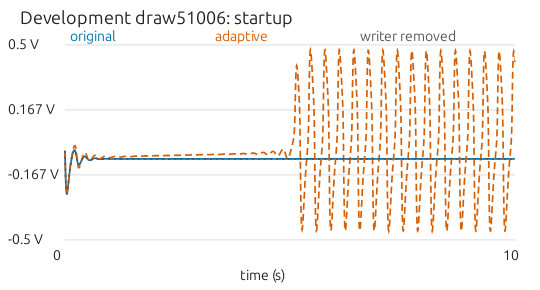 Development draw51006: startup
original adaptive writer removed
0.5 V
0.167 V
-0.167 V
-0.5 V
0 10
time (s)